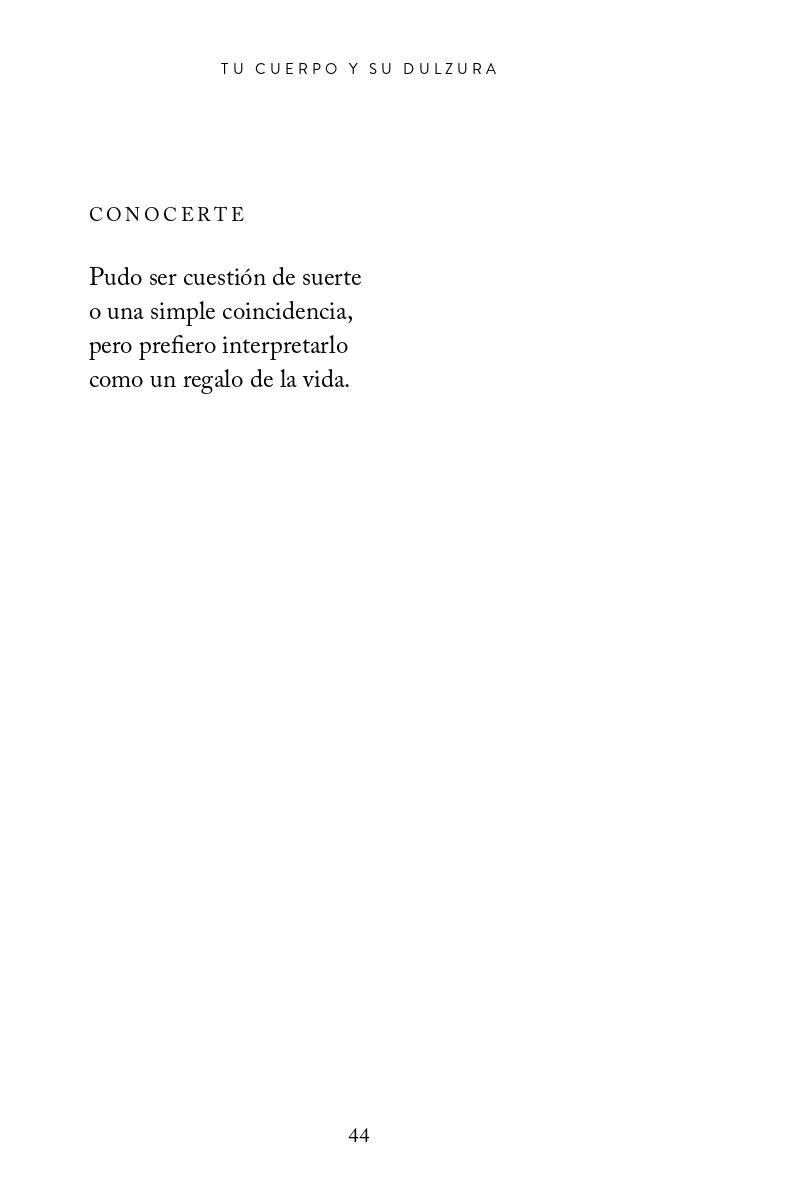 TU CUERPO Y SU DULZURA
CONOCERTE
Pudo ser cuestión de suerte
o una simple coincidencia,
pero prefiero interpretarlo
como un regalo de la vida.
44